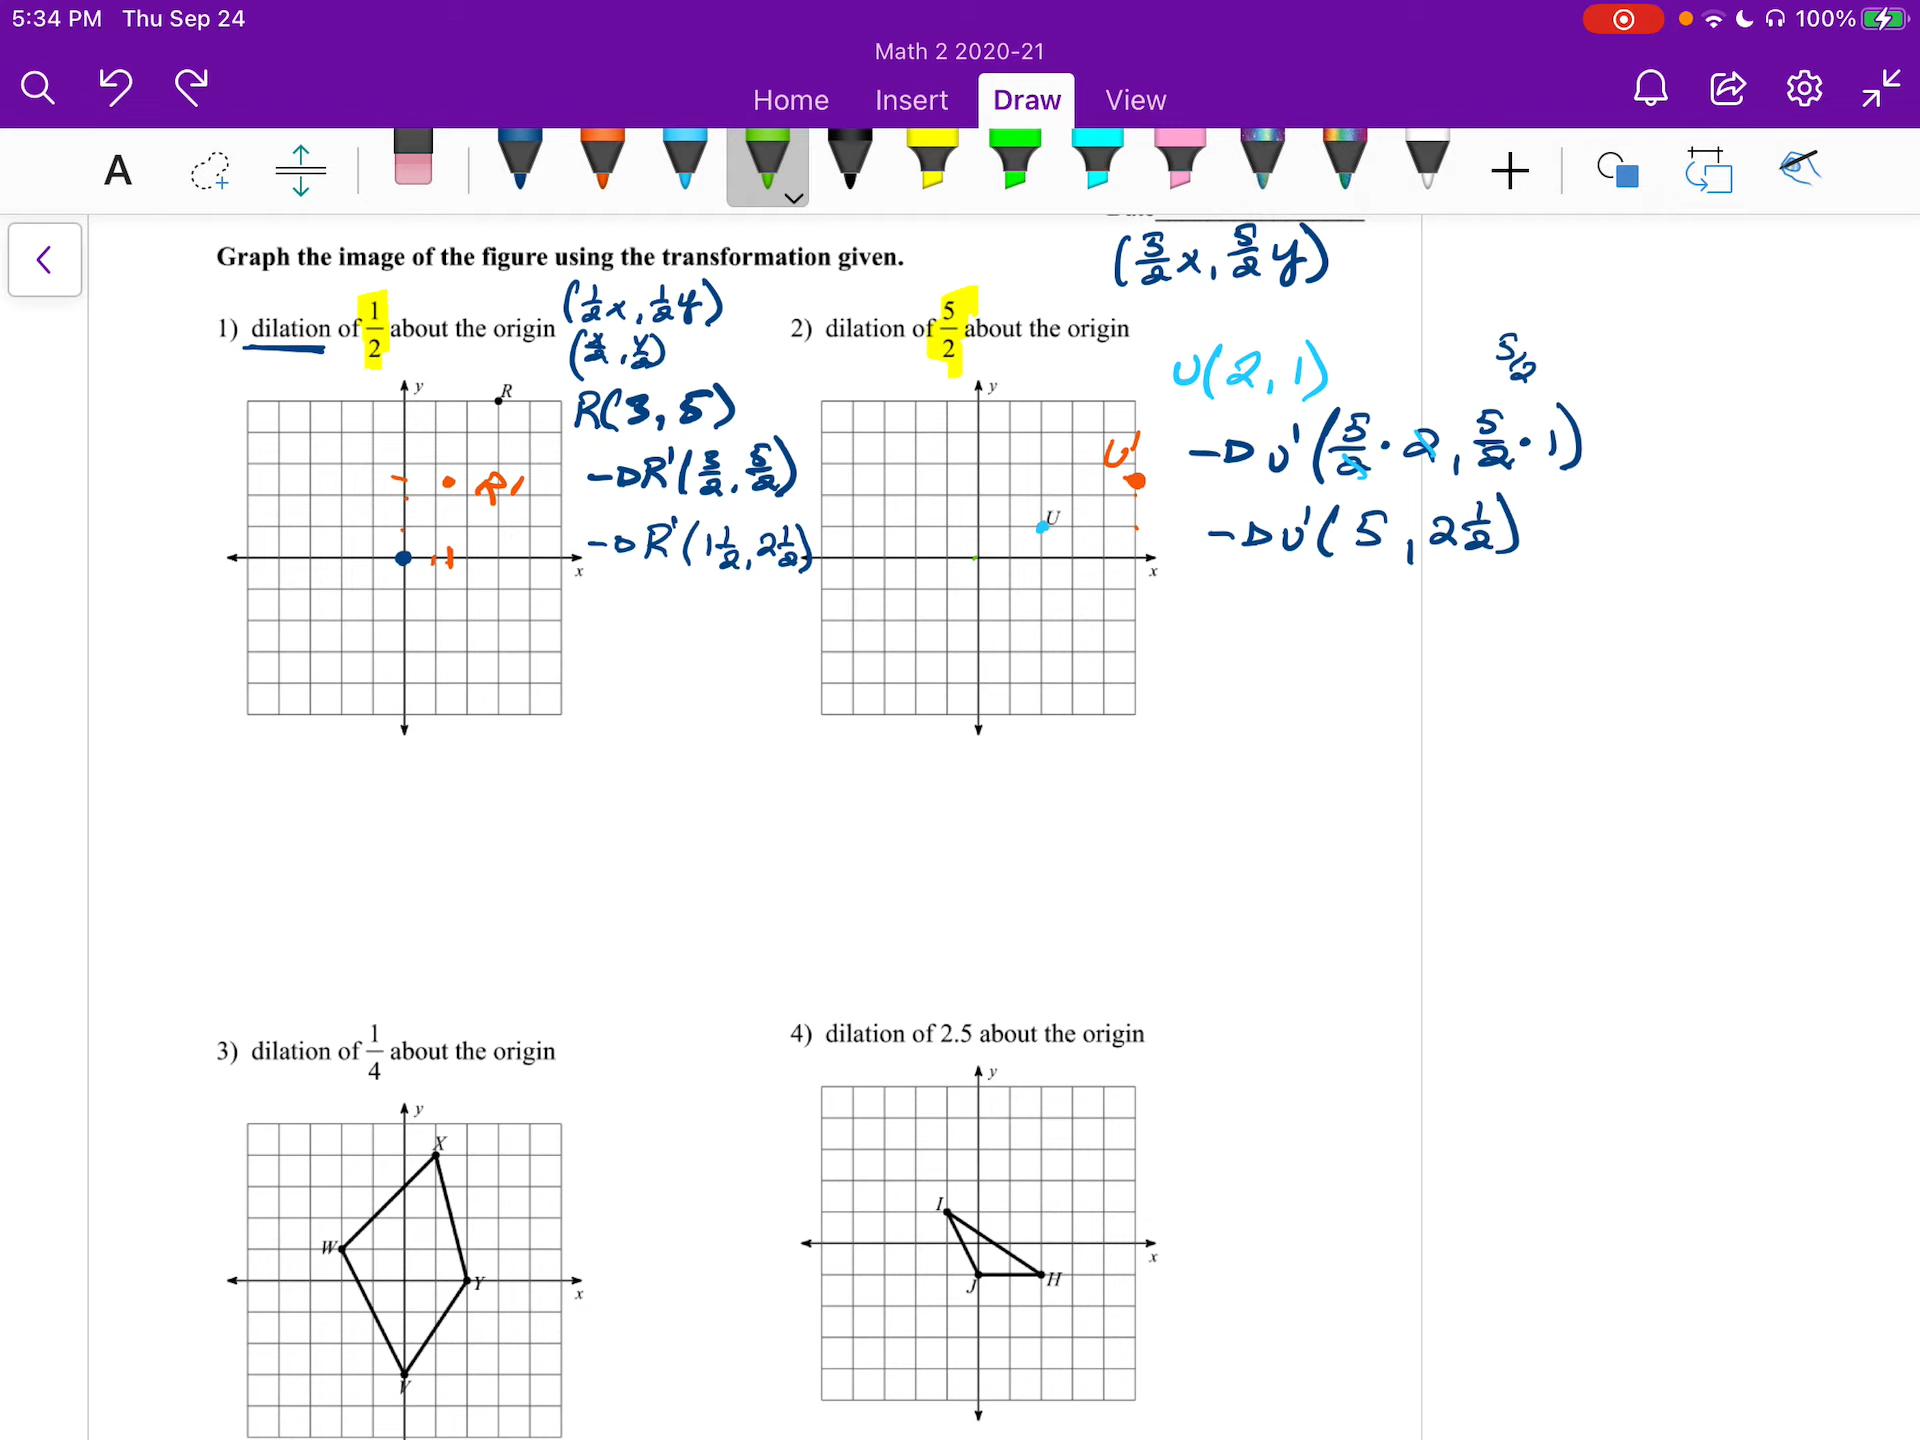 5:34 PM Thu Sep 24
100%
Math 2 2020-21
Home Insert Draw View
A
Graph the image of the figure using the transformation given.
(5/2 x, 5/2 y)
1) dilation of 1/2 about the origin
(1/2 x, 1/2 y)
(x/2, y/2)
2) dilation of 5/2 about the origin
y
R
R(3, 5)
→R'(3/2, 5/2)
→R'(1 1/2, 2 1/2)
R'
x
y
U'
U
x
U(2, 1)
5/2
→U'(5/2 · 2, 5/2 · 1)
→U'(5, 2 1/2)
3) dilation of 1/4 about the origin
4) dilation of 2.5 about the origin
y
X
W
Y
x
V
y
I
x
J
H